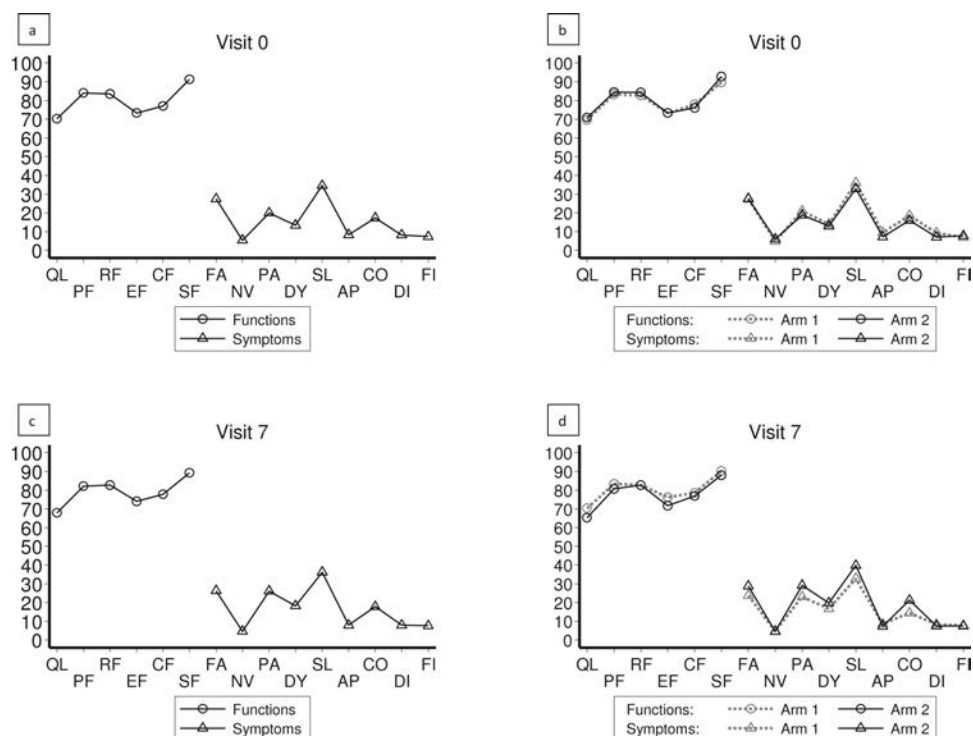 a
Visit 0
100
90
80
70
60
50
40
30
20
10
0
QL RF CF FA PA SL CO FI
PF EF SF NV DY AP DI
Functions
Symptoms
b
Visit 0
100
90
80
70
60
50
40
30
20
10
0
QL RF CF FA PA SL CO FI
PF EF SF NV DY AP DI
Functions: Arm 1 Arm 2
Symptoms: Arm 1 Arm 2
c
Visit 7
100
90
80
70
60
50
40
30
20
10
0
QL RF CF FA PA SL CO FI
PF EF SF NV DY AP DI
Functions
Symptoms
d
Visit 7
100
90
80
70
60
50
40
30
20
10
0
QL RF CF FA PA SL CO FI
PF EF SF NV DY AP DI
Functions: Arm 1 Arm 2
Symptoms: Arm 1 Arm 2